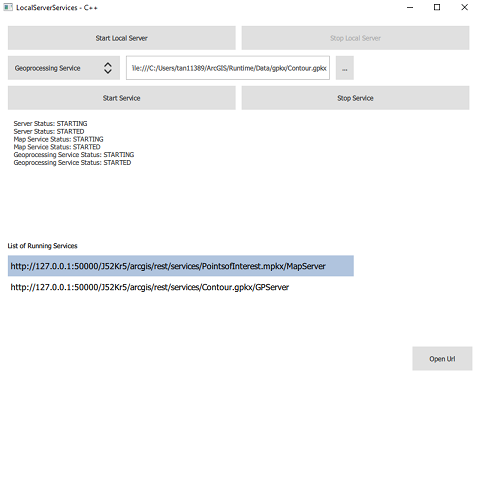 LocalServerServices - C++
Start Local Server
Stop Local Server
Geoprocessing Service
ile:///C:/Users/tan11389/ArcGIS/Runtime/Data/gpkx/Contour.gpkx
...
Start Service
Stop Service
Server Status: STARTING
Server Status: STARTED
Map Service Status: STARTING
Map Service Status: STARTED
Geoprocessing Service Status: STARTING
Geoprocessing Service Status: STARTED
List of Running Services
http://127.0.0.1:50000/J52Kr5/arcgis/rest/services/PointsofInterest.mpkx/MapServer
http://127.0.0.1:50000/J52Kr5/arcgis/rest/services/Contour.gpkx/GPServer
Open Url